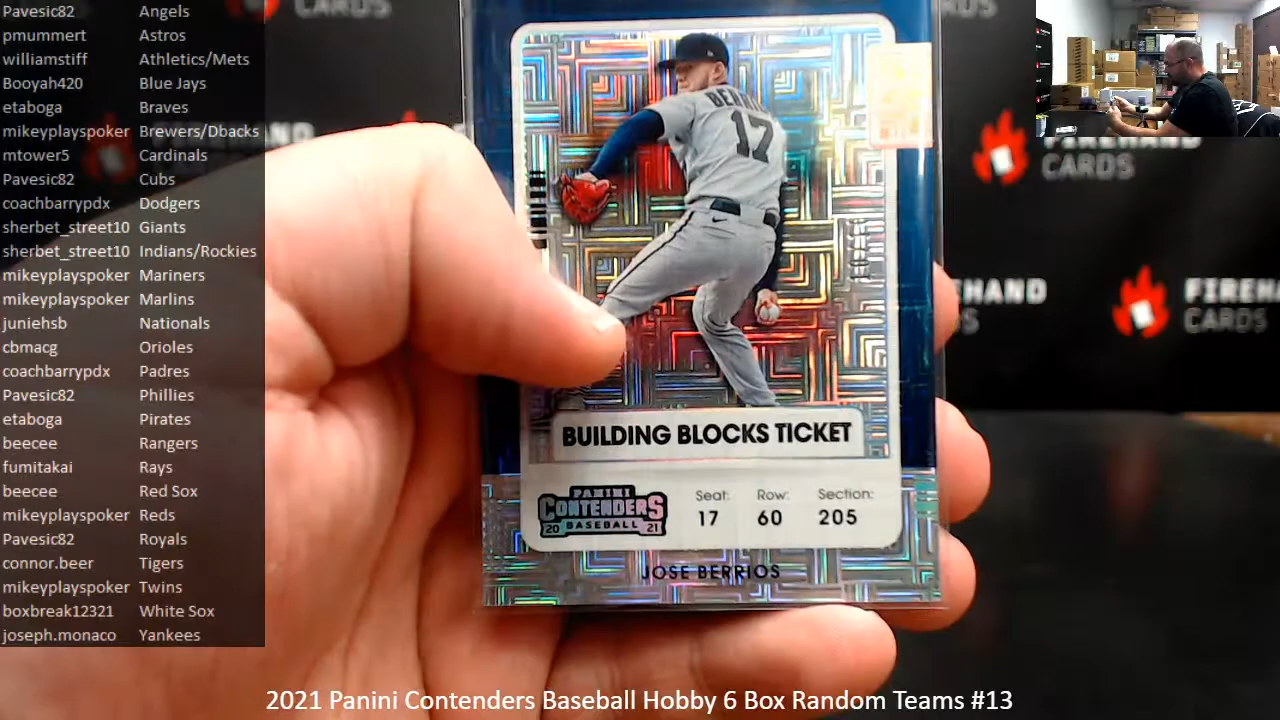 Pavesic82 Angels
pmummert Astros
williamstiff Athletics/Mets
Booyah420 Blue Jays
etaboga Braves
mikeyplayspoker Brewers/Dbacks
mtower5 Cardinals
Pavesic82 Cubs
coachbarrypdx Dodgers
sherbet_street10 Giants
sherbet_street10 Indians/Rockies
mikeyplayspoker Mariners
mikeyplayspoker Marlins
juniehsb Nationals
cbmacg Orioles
coachbarrypdx Padres
Pavesic82 Phillies
etaboga Pirates
beecee Rangers
fumitakai Rays
beecee Red Sox
mikeyplayspoker Reds
Pavesic82 Royals
connor.beer Tigers
mikeyplayspoker Twins
boxbreak12321 White Sox
joseph.monaco Yankees
17
BUILDING BLOCKS TICKET
PANINI
CONTENDERS
20 BASEBALL 21
Seat: Row: Section:
17 60 205
JOSE BERRIOS
CARDS
FIREHAND
CARDS
2021 Panini Contenders Baseball Hobby 6 Box Random Teams #13